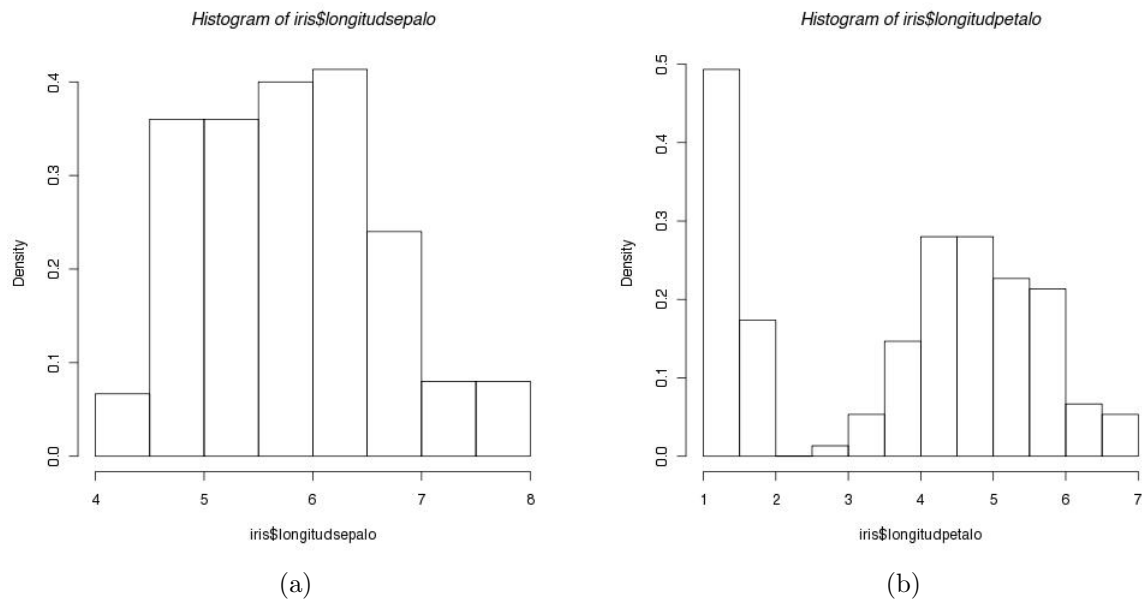 Histogram of iris$longitudsepalo
Density
0.0
0.1
0.2
0.3
0.4
4 5 6 7 8
iris$longitudsepalo
(a)
Histogram of iris$longitudpetalo
Density
0.0
0.1
0.2
0.3
0.4
0.5
1 2 3 4 5 6 7
iris$longitudpetalo
(b)